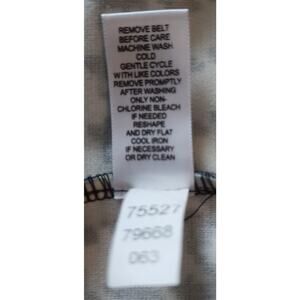 REMOVE BELT
BEFORE CARE
MACHINE WASH
COLD
GENTLE CYCLE
WITH LIKE COLORS
REMOVE PROMPTLY
AFTER WASHING
ONLY NON-
CHLORINE BLEACH
IF NEEDED
RESHAPE
AND DRY FLAT
COOL IRON
IF NECESSARY
OR DRY CLEAN
75527
79668
063